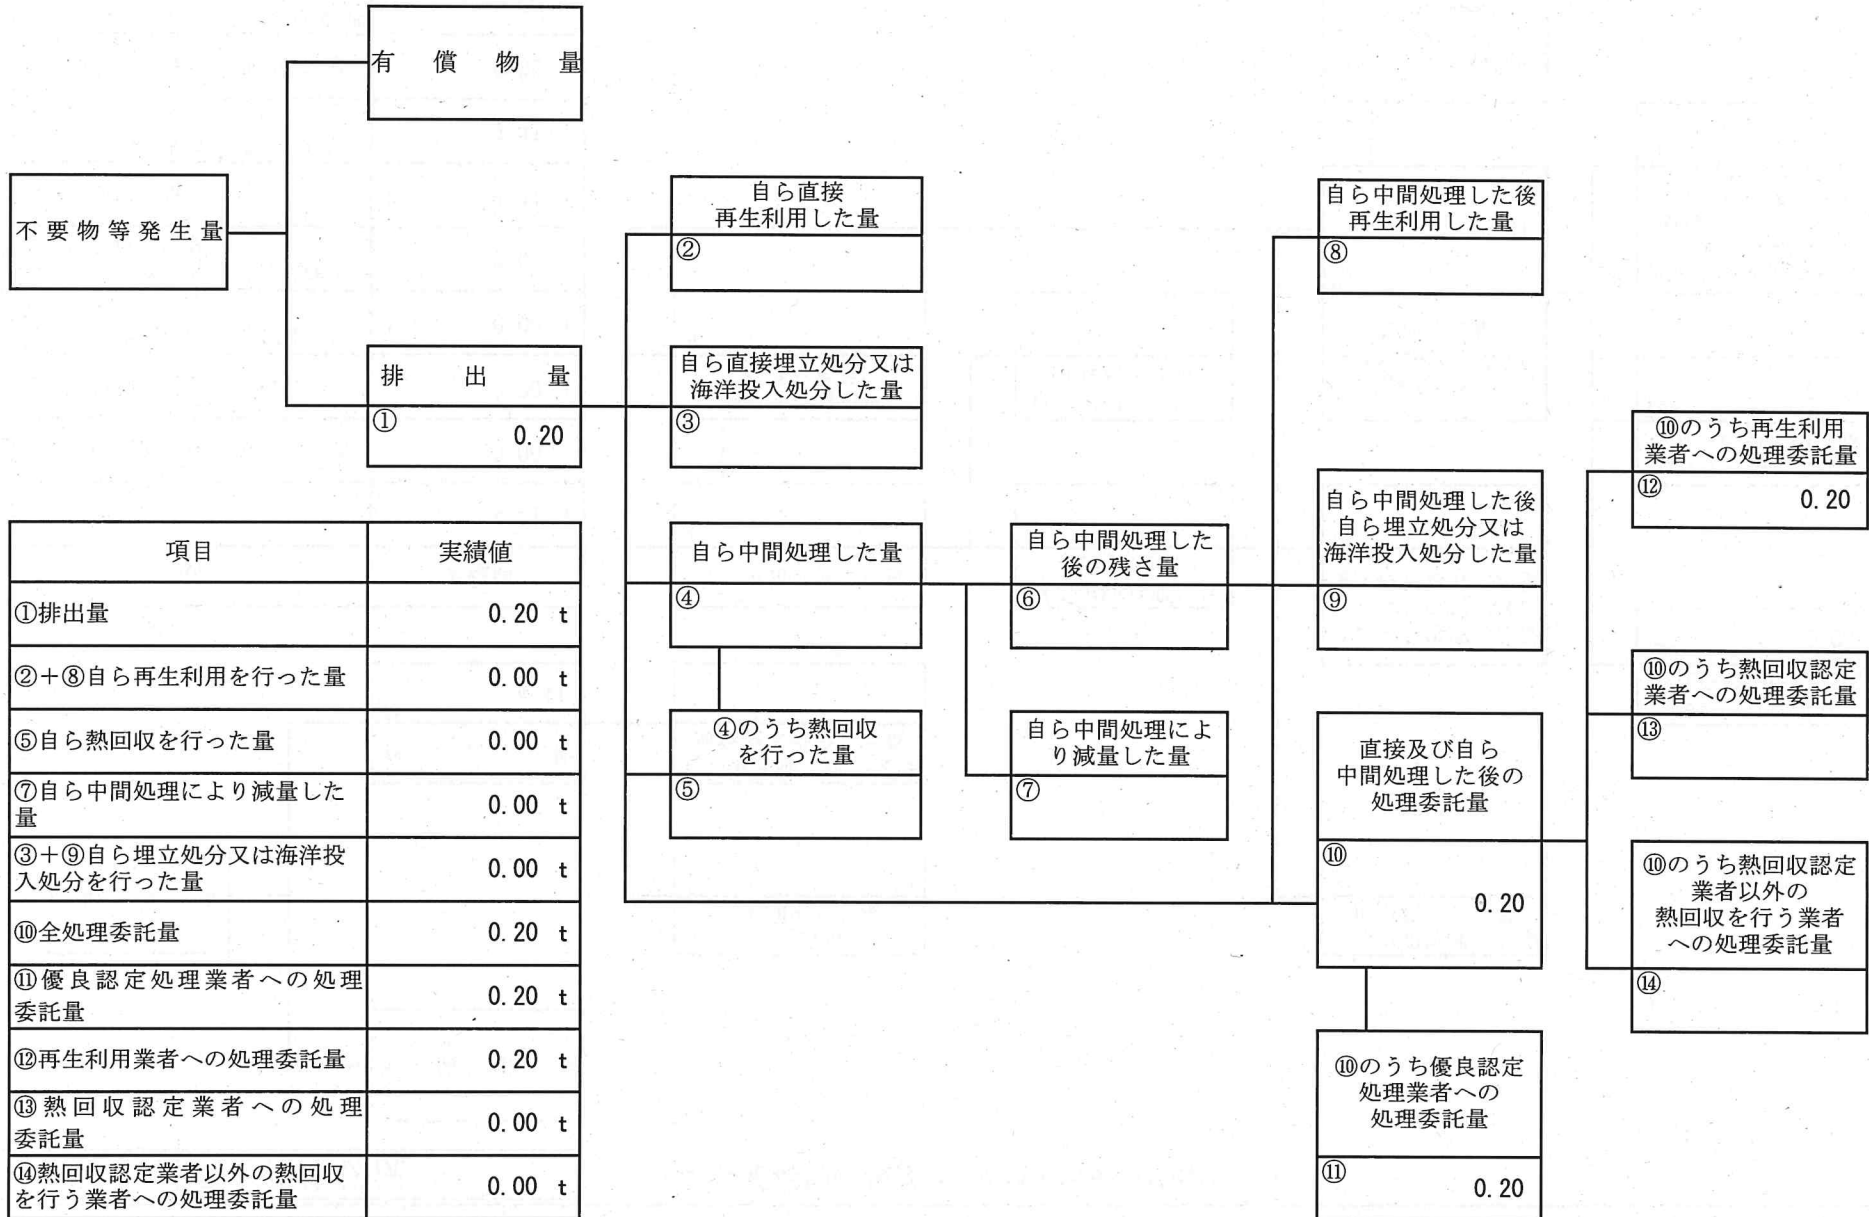 有償物量
不要物等発生量
排出量
①
0.20
自ら直接
再生利用した量
②
自ら直接埋立処分又は
海洋投入処分した量
③
自ら中間処理した量
④
④のうち熱回収
を行った量
⑤
自ら中間処理した
後の残さ量
⑥
自ら中間処理によ
り減量した量
⑦
自ら中間処理した後
再生利用した量
⑧
自ら中間処理した後
自ら埋立処分又は
海洋投入処分した量
⑨
直接及び自ら
中間処理した後の
処理委託量
⑩
0.20
⑩のうち優良認定
処理業者への
処理委託量
⑪
0.20
⑩のうち再生利用
業者への処理委託量
⑫
0.20
⑩のうち熱回収認定
業者への処理委託量
⑬
⑩のうち熱回収認定
業者以外の
熱回収を行う業者
への処理委託量
⑭
項目 実績値
①排出量 0.20 t
②+⑧自ら再生利用を行った量 0.00 t
⑤自ら熱回収を行った量 0.00 t
⑦自ら中間処理により減量した
量 0.00 t
③+⑨自ら埋立処分又は海洋投
入処分を行った量 0.00 t
⑩全処理委託量 0.20 t
⑪優良認定処理業者への処理
委託量 0.20 t
⑫再生利用業者への処理委託量 0.20 t
⑬熱回収認定業者への処理
委託量 0.00 t
⑭熱回収認定業者以外の熱回収
を行う業者への処理委託量 0.00 t